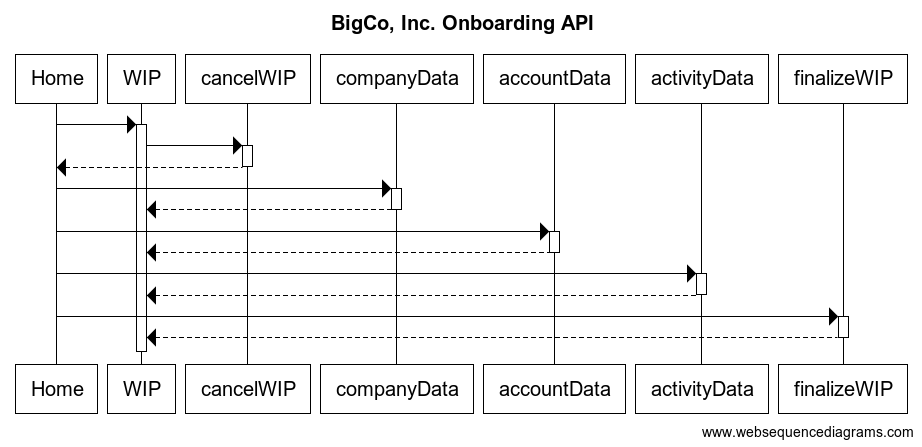 BigCo, Inc. Onboarding API
Home WIP cancelWIP companyData accountData activityData finalizeWIP
Home WIP cancelWIP companyData accountData activityData finalizeWIP
www.websequencediagrams.com